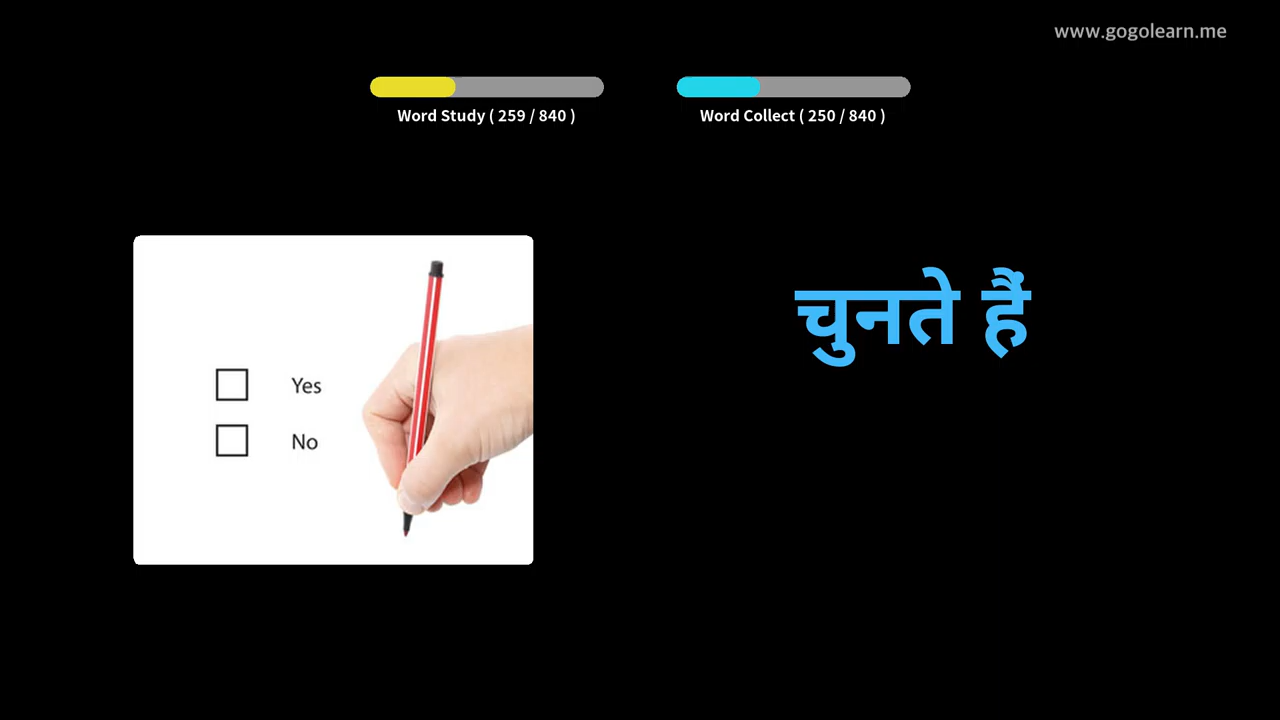 www.gogolearn.me
Word Study ( 259 / 840 )
Word Collect ( 250 / 840 )
चुनते हैं
Yes
No